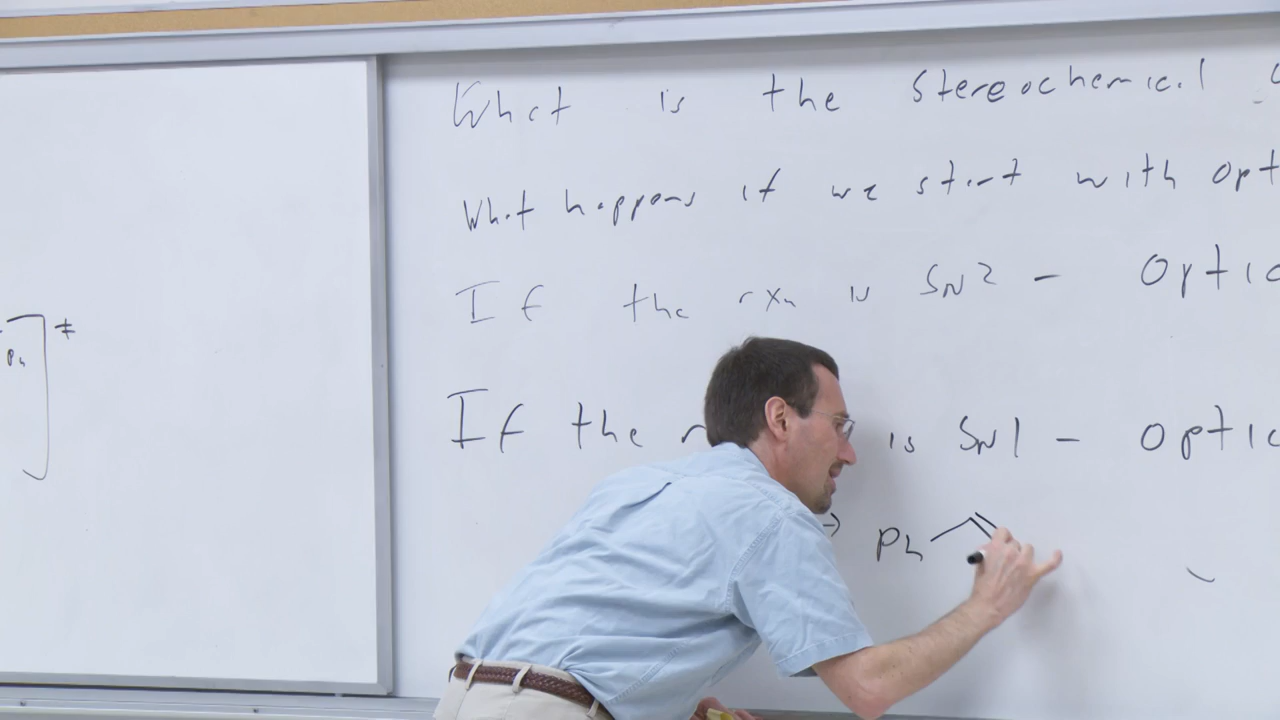 What is the stereochemical
What happens if we start with opt
If the rxn is SN2 - optic
If the is SN1 - optic
Ph
Ph ≠